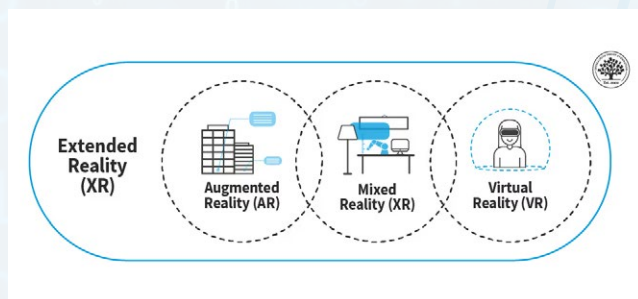 Extended
Reality
(XR)
Augmented
Reality (AR)
Mixed
Reality (XR)
Virtual
Reality (VR)